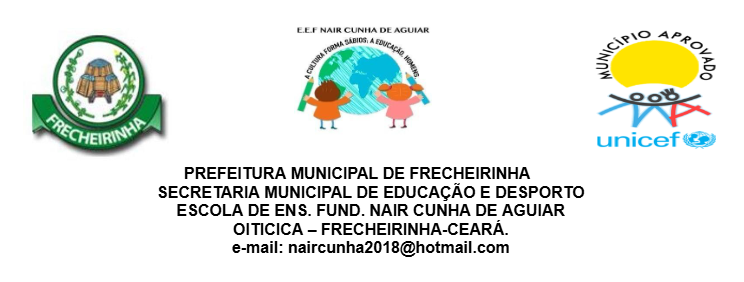 E.E.F NAIR CUNHA DE AGUIAR
A CULTURA FORMA SÁBIOS; A EDUCAÇÃO, HOMENS
FRECHEIRINHA
MUNICÍPIO APROVADO
unicef
PREFEITURA MUNICIPAL DE FRECHEIRINHA
SECRETARIA MUNICIPAL DE EDUCAÇÃO E DESPORTO
ESCOLA DE ENS. FUND. NAIR CUNHA DE AGUIAR
OITICICA – FRECHEIRINHA-CEARÁ.
e-mail: naircunha2018@hotmail.com